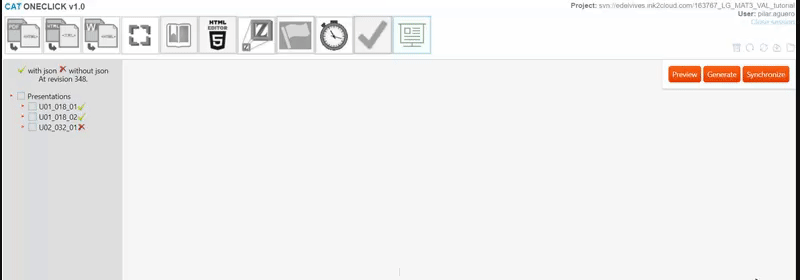 CAT ONECLICK v1.0
Project: svn://edelvives.ink2cloud.com/163767_LG_MAT3_VAL_tutorial
User: pilar.aguero
Close session
HTML
EDITOR
5
with json without json
At revision 348.
Presentations
U01_018_01
U01_018_02
U02_032_01
Preview Generate Synchronize